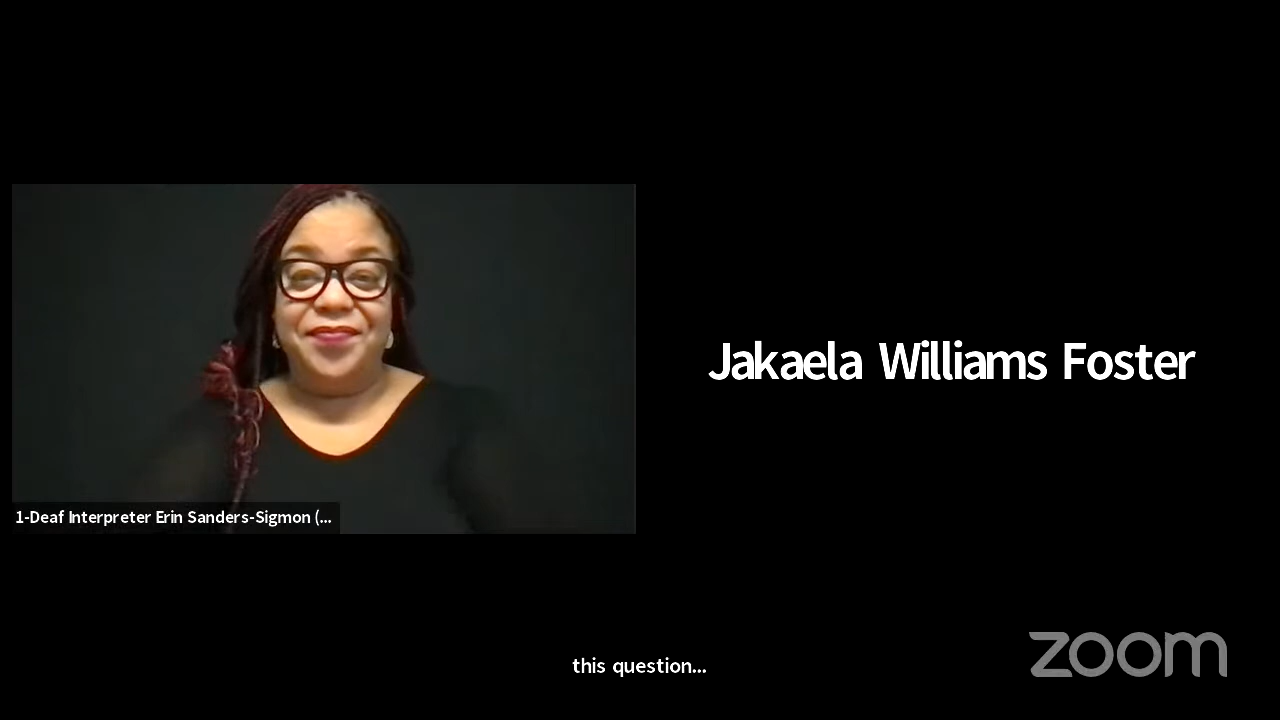 1-Deaf Interpreter Erin Sanders-Sigmon (...
Jakaela Williams Foster
this question...
zoom